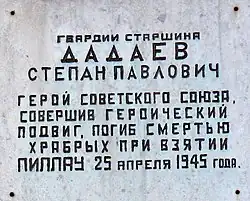 ГВАРДИИ СТАРШИНА
ДАДАЕВ
СТЕПАН ПАВЛОВИЧ
ГЕРОЙ СОВЕТСКОГО СОЮЗА,
СОВЕРШИВ ГЕРОИЧЕСКИЙ
ПОДВИГ, ПОГИБ СМЕРТЬЮ
ХРАБРЫХ ПРИ ВЗЯТИИ
ПИЛЛАУ 25 АПРЕЛЯ 1945 ГОДА.